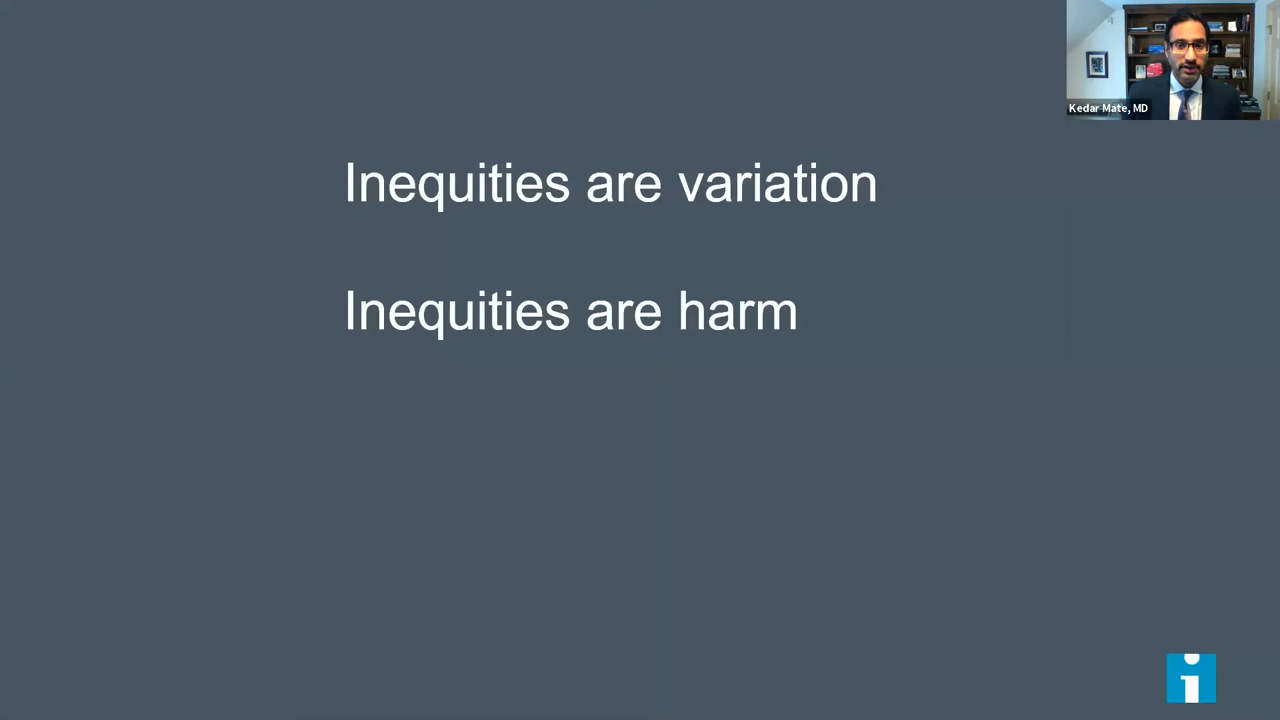 Kedar Mate, MD
Inequities are variation
Inequities are harm
i